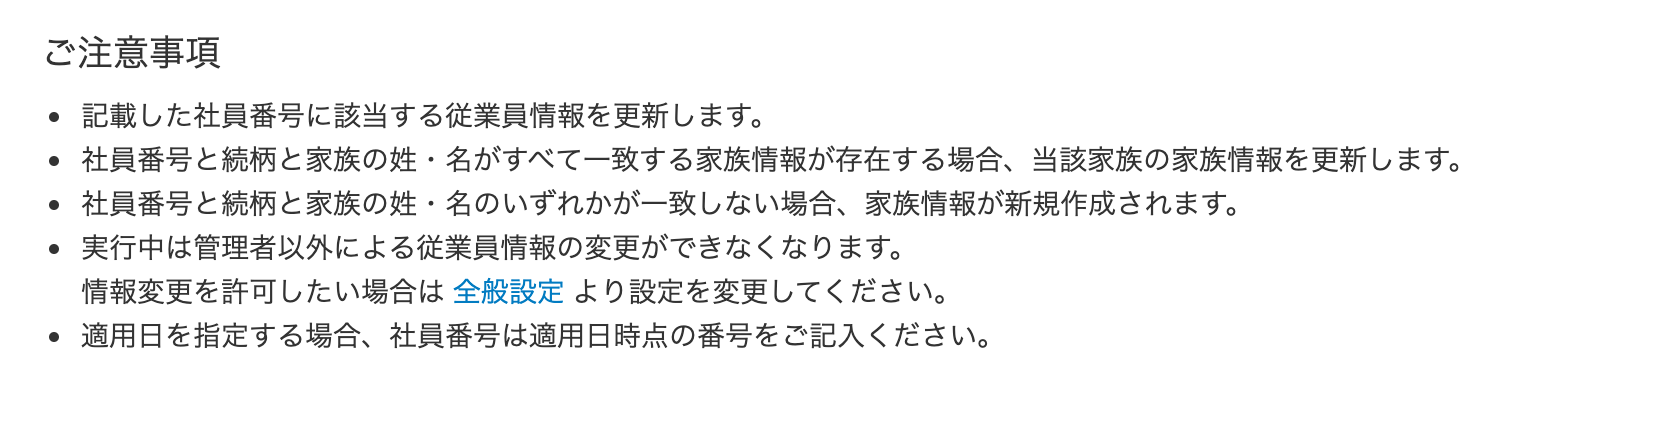 ご注意事項
• 記載した社員番号に該当する従業員情報を更新します。
• 社員番号と続柄と家族の姓・名がすべて一致する家族情報が存在する場合、当該家族の家族情報を更新します。
• 社員番号と続柄と家族の姓・名のいずれかが一致しない場合、家族情報が新規作成されます。
• 実行中は管理者以外による従業員情報の変更ができなくなります。
情報変更を許可したい場合は 全般設定 より設定を変更してください。
• 適用日を指定する場合、社員番号は適用日時点の番号をご記入ください。